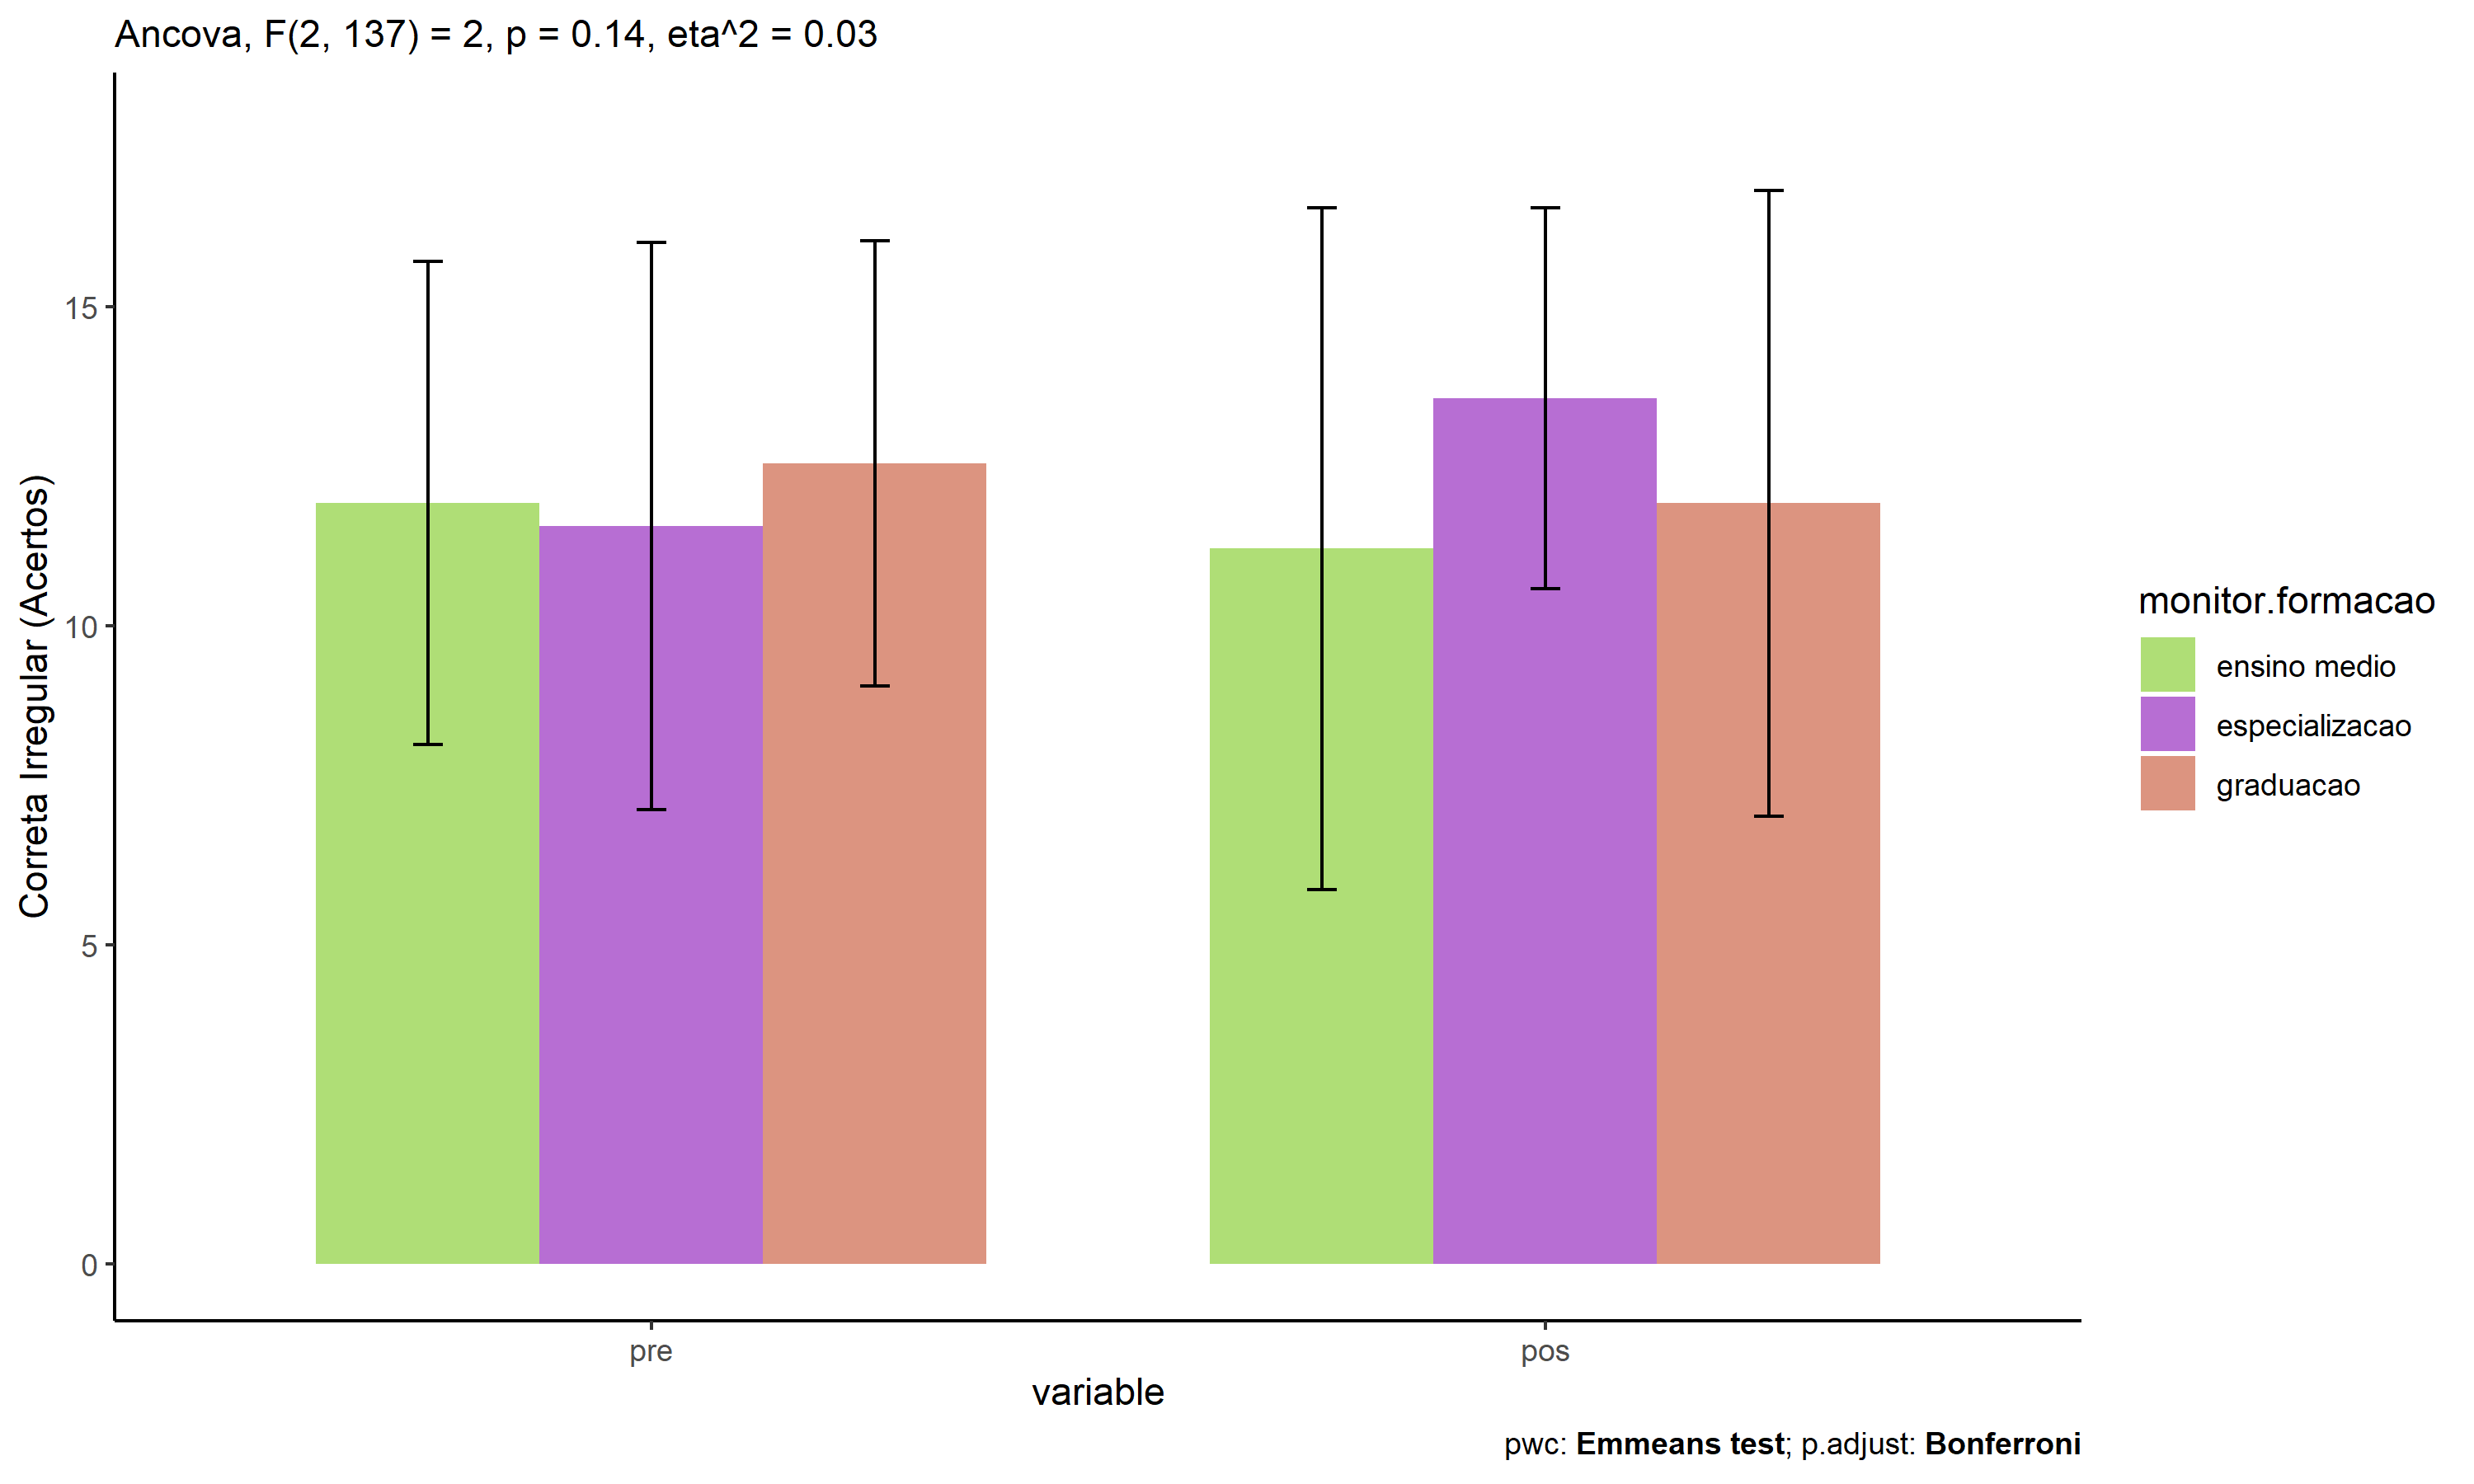 Ancova, F(2, 137) = 2, p = 0.14, eta^2 = 0.03
Correta Irregular (Acertos)
15
10
5
0
pre
pos
variable
monitor.formacao
ensino medio
especializacao
graduacao
pwc: Emmeans test; p.adjust: Bonferroni